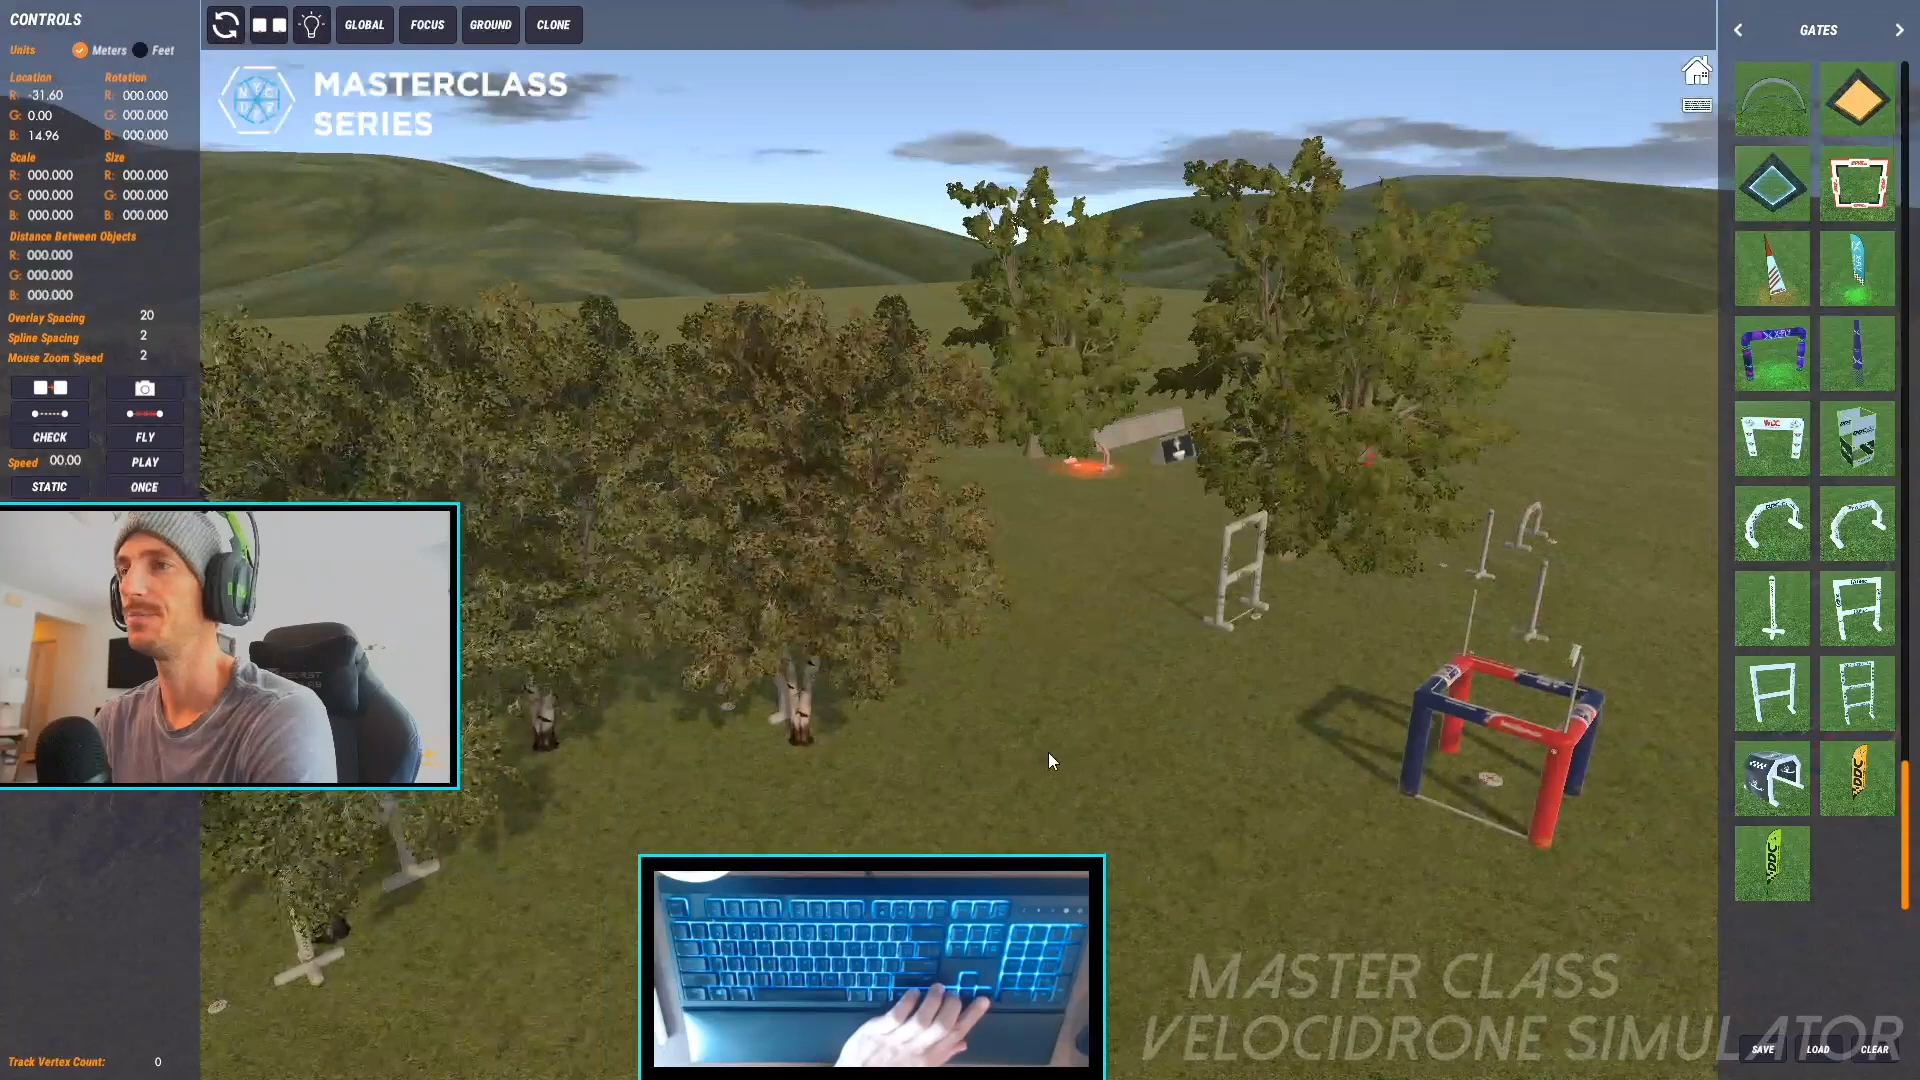 CONTROLS
Units Meters Feet
Location Rotation
R: -31.60 R: 000.000
G: 0.00 G: 000.000
B: 14.96 B: 000.000
Scale Size
R: 000.000 R: 000.000
G: 000.000 G: 000.000
B: 000.000 B: 000.000
Distance Between Objects
R: 000.000
G: 000.000
B: 000.000
Overlay Spacing 20
Spline Spacing 2
Mouse Zoom Speed 2
CHECK FLY
Speed 00.00 PLAY
STATIC ONCE
Track Vertex Count: 0
GLOBAL FOCUS GROUND CLONE
NYC
MASTERCLASS
SERIES
GATES
MASTER CLASS
VELOCIDRONE SIMULATOR
SAVE LOAD CLEAR